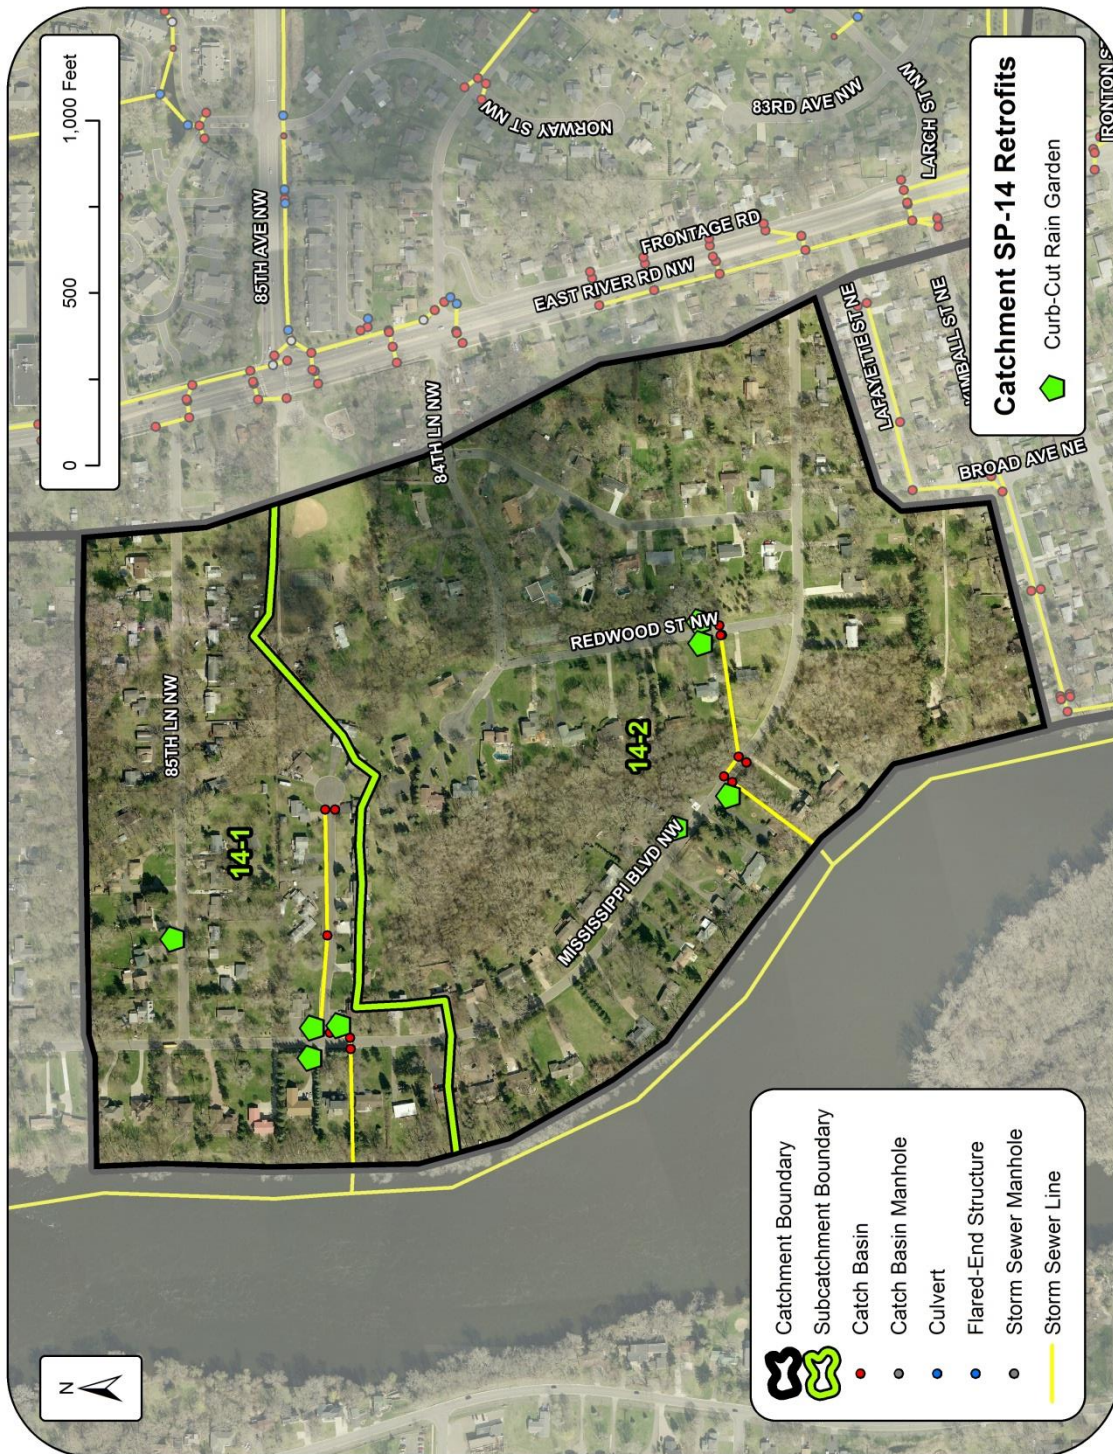 N
0 500 1,000 Feet
85TH AVE NW
NORWAY ST NW
83RD AVE NW
LARCH ST NW
FRONTAGE RD
EAST RIVER RD NW
84TH LN NW
85TH LN NW
14-1
REDWOOD ST NW
14-2
MISSISSIPPI BLVD NW
LAFAYETTE ST NE
KIMBALL ST NE
BROAD AVE NE
IRONTON ST
Catchment SP-14 Retrofits
Curb-Cut Rain Garden
Catchment Boundary
Subcatchment Boundary
Catch Basin
Catch Basin Manhole
Culvert
Flared-End Structure
Storm Sewer Manhole
Storm Sewer Line